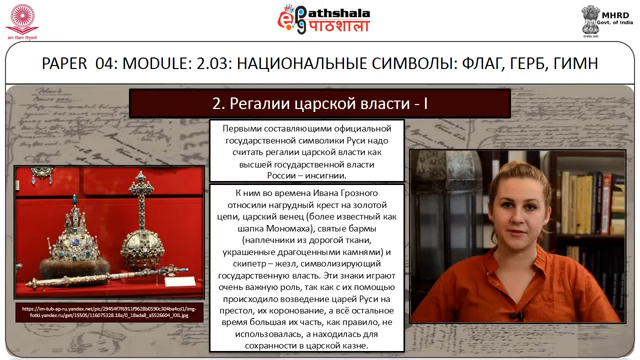 ePathshala
पाठशाला
MHRD
Govt. of India
PAPER 04: MODULE: 2.03: НАЦИОНАЛЬНЫЕ СИМВОЛЫ: ФЛАГ, ГЕРБ, ГИМН
2. Регалии царской власти - I
Первыми составляющими официальной
государственной символики Руси надо
считать регалии царской власти как
высшей государственной власти
России – инсигнии.
К ним во времена Ивана Грозного
относили нагрудный крест на золотой
цепи, царский венец (более известный как
шапка Мономаха), святые бармы
(наплечники из дорогой ткани,
украшенные драгоценными камнями) и
скипетр – жезл, символизирующий
государственную власть. Эти знаки играют
очень важную роль, так как с их помощью
происходило возведение царей Руси на
престол, их коронование, а всё остальное
время большая их часть, как правило, не
использовалась, а находилась для
сохранности в царской казне.